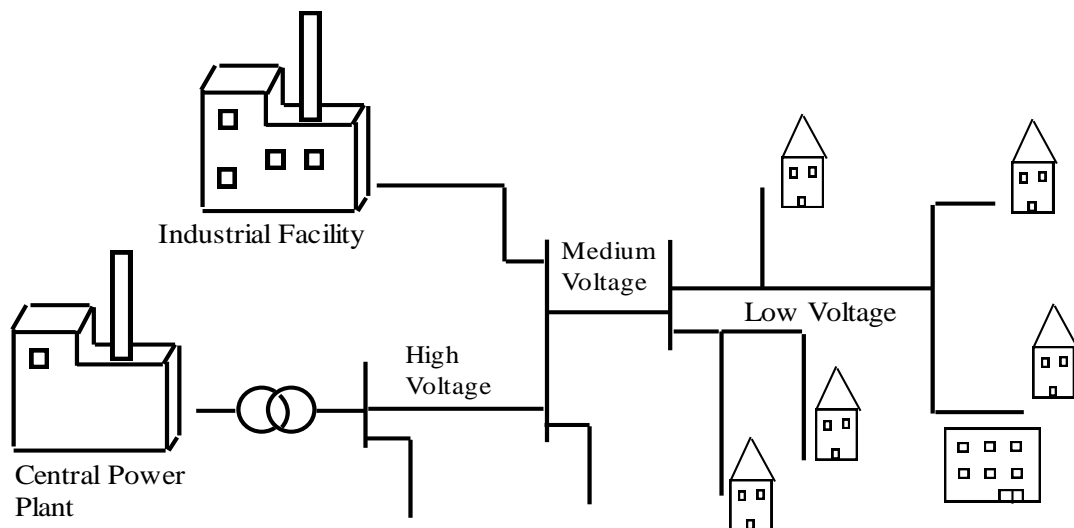 Industrial Facility
Medium
Voltage
Low Voltage
High
Voltage
Central Power
Plant